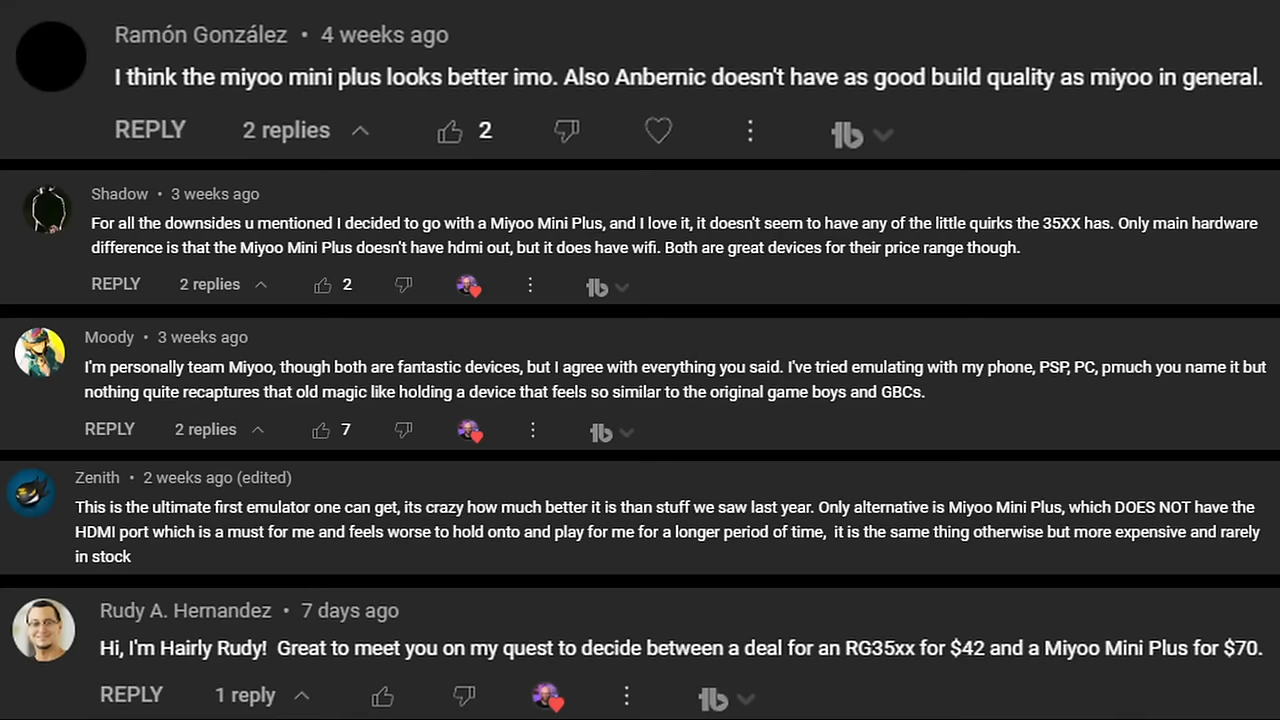 Ramón González • 4 weeks ago
I think the miyoo mini plus looks better imo. Also Anbernic doesn't have as good build quality as miyoo in general.
REPLY 2 replies 2
Shadow • 3 weeks ago
For all the downsides u mentioned I decided to go with a Miyoo Mini Plus, and I love it, it doesn't seem to have any of the little quirks the 35XX has. Only main hardware
difference is that the Miyoo Mini Plus doesn't have hdmi out, but it does have wifi. Both are great devices for their price range though.
REPLY 2 replies 2
Moody • 3 weeks ago
I'm personally team Miyoo, though both are fantastic devices, but I agree with everything you said. I've tried emulating with my phone, PSP, PC, pmuch you name it but
nothing quite recaptures that old magic like holding a device that feels so similar to the original game boys and GBCs.
REPLY 2 replies 7
Zenith • 2 weeks ago (edited)
This is the ultimate first emulator one can get, its crazy how much better it is than stuff we saw last year. Only alternative is Miyoo Mini Plus, which DOES NOT have the
HDMI port which is a must for me and feels worse to hold onto and play for me for a longer period of time,  it is the same thing otherwise but more expensive and rarely
in stock
Rudy A. Hernandez • 7 days ago
Hi, I'm Hairly Rudy!  Great to meet you on my quest to decide between a deal for an RG35xx for $42 and a Miyoo Mini Plus for $70.
REPLY 1 reply